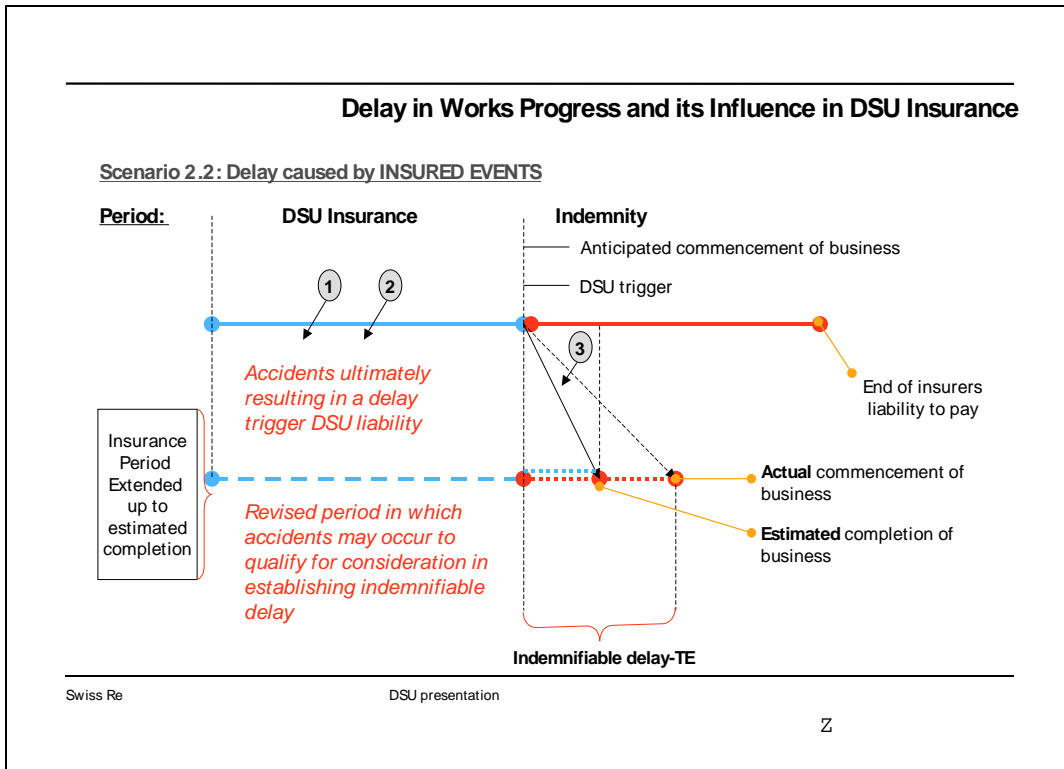 Delay in Works Progress and its Influence in DSU Insurance
Scenario 2.2: Delay caused by INSURED EVENTS
Period:
DSU Insurance
Indemnity
Anticipated commencement of business
DSU trigger
1
2
3
Accidents ultimately
resulting in a delay
trigger DSU liability
End of insurers
liability to pay
Insurance
Period
Extended
up to
estimated
completion
Actual commencement of
business
Revised period in which
accidents may occur to
qualify for consideration in
establishing indemnifiable
delay
Estimated completion of
business
Indemnifiable delay-TE
Swiss Re
DSU presentation
Z